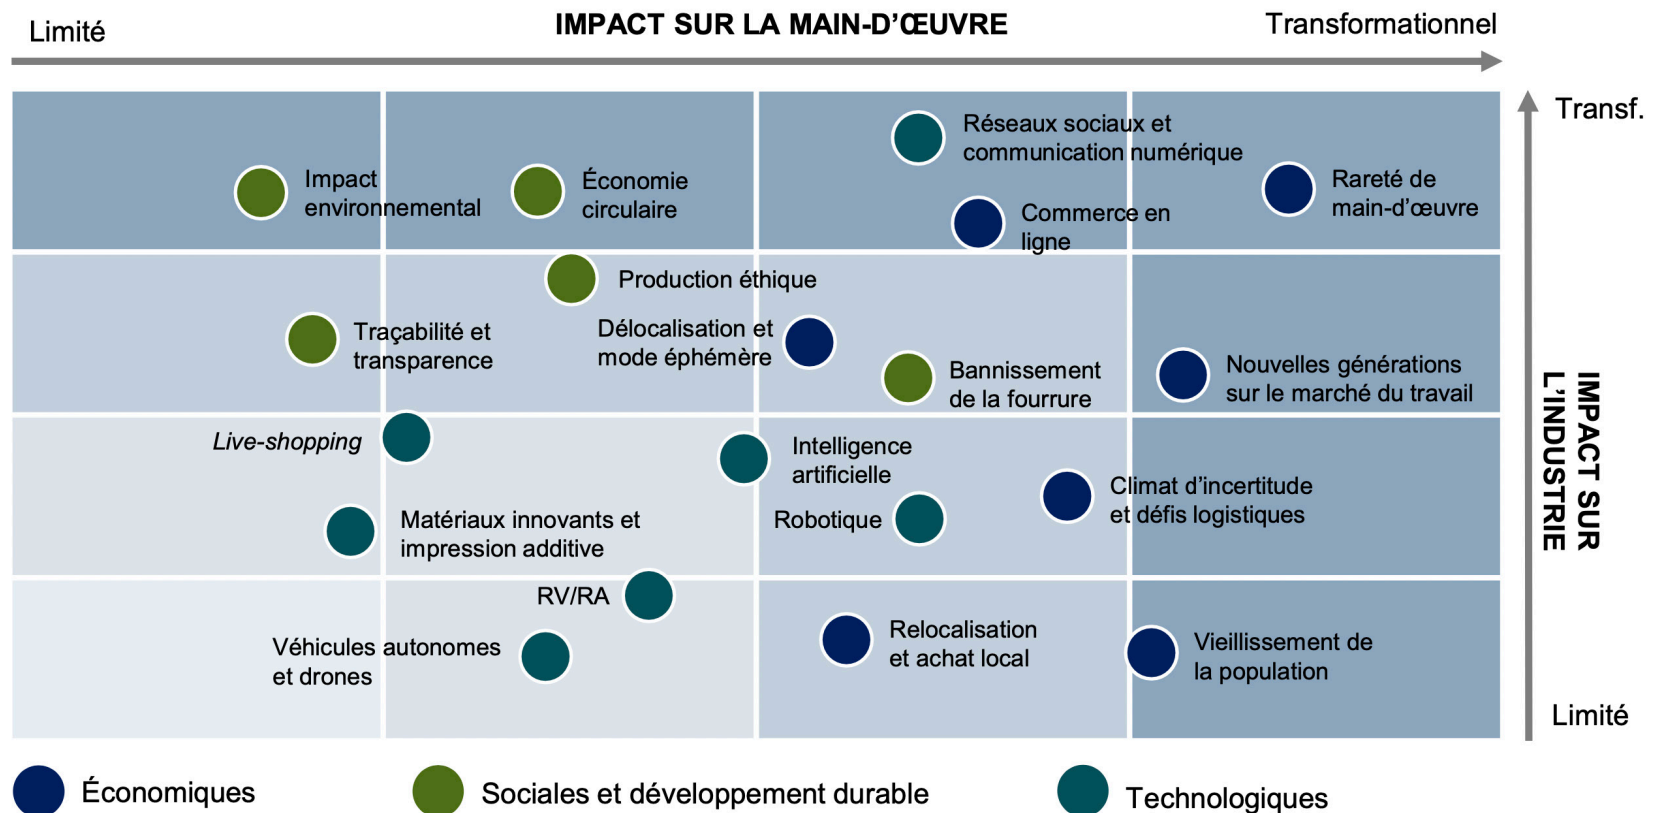 Limité
IMPACT SUR LA MAIN-D'ŒUVRE
Transformationnel
Transf.
Réseaux sociaux et
communication numérique
Impact
environnemental
Économie
circulaire
Rareté de
main-d'œuvre
Commerce en
ligne
Production éthique
Traçabilité et
transparence
Délocalisation et
mode éphémère
Bannissement
de la fourrure
Nouvelles générations
sur le marché du travail
IMPACT SUR
L'INDUSTRIE
Live-shopping
Intelligence
artificielle
Climat d'incertitude
et défis logistiques
Matériaux innovants et
impression additive
Robotique
RV/RA
Véhicules autonomes
et drones
Relocalisation
et achat local
Vieillissement de
la population
Limité
Économiques
Sociales et développement durable
Technologiques